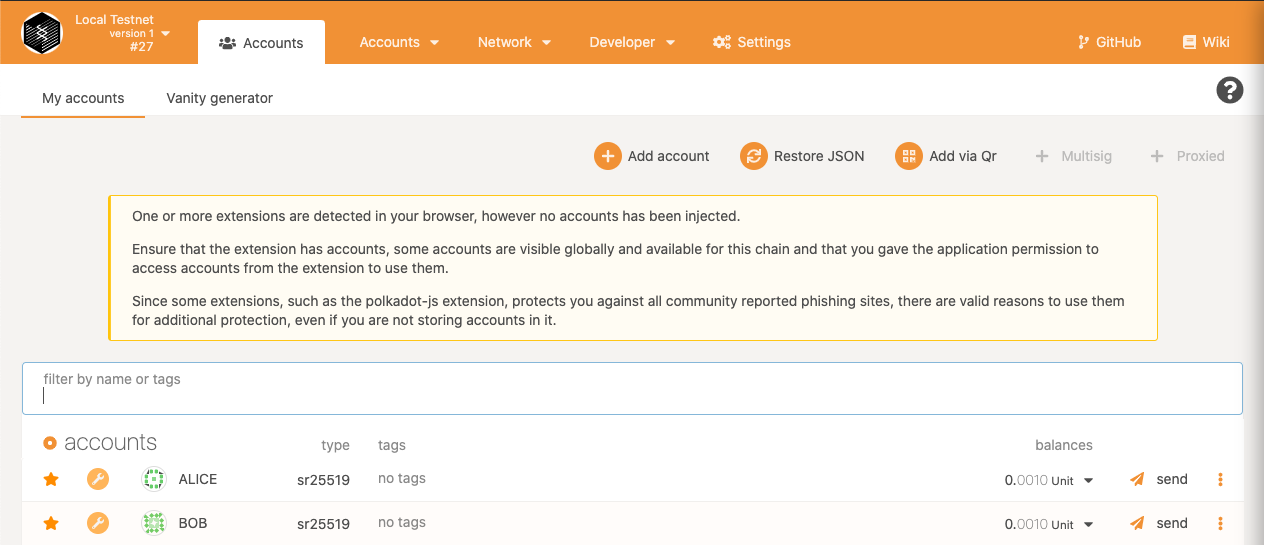 Local Testnet
version 1
#27
Accounts
Accounts
Network
Developer
Settings
GitHub
Wiki
My accounts
Vanity generator
?
Add account
Restore JSON
Add via Qr
Multisig
Proxied
One or more extensions are detected in your browser, however no accounts has been injected.
Ensure that the extension has accounts, some accounts are visible globally and available for this chain and that you gave the application permission to
access accounts from the extension to use them.
Since some extensions, such as the polkadot-js extension, protects you against all community reported phishing sites, there are valid reasons to use them
for additional protection, even if you are not storing accounts in it.
filter by name or tags
accounts type tags balances
ALICE sr25519 no tags 0.0010 Unit send
BOB sr25519 no tags 0.0010 Unit send